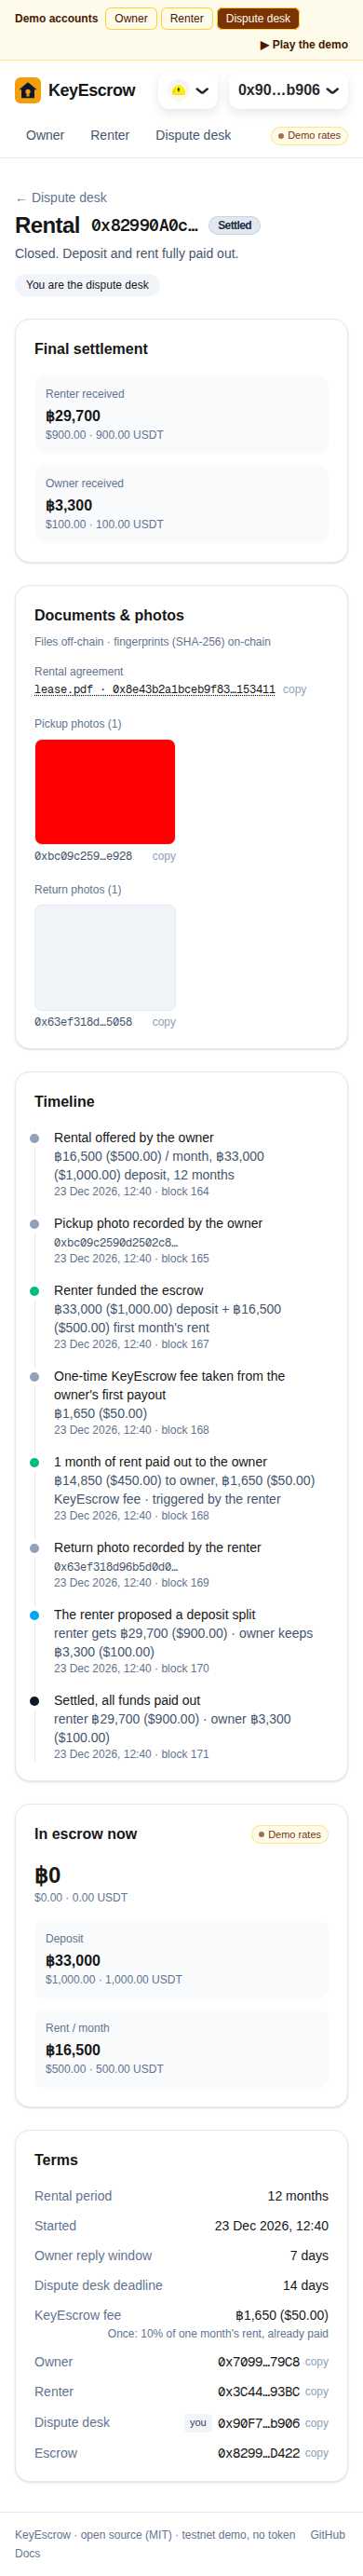 Demo accounts Owner Renter Dispute desk
▶ Play the demo
KeyEscrow 0x90…b906
Owner Renter Dispute desk Demo rates
← Dispute desk
Rental 0x82990A0c… Settled
Closed. Deposit and rent fully paid out.
You are the dispute desk
Final settlement
Renter received
฿29,700
$900.00 · 900.00 USDT
Owner received
฿3,300
$100.00 · 100.00 USDT
Documents & photos
Files off-chain · fingerprints (SHA-256) on-chain
Rental agreement
lease.pdf · 0x8e43b2a1bceb9f83…153411 copy
Pickup photos (1)
0xbc09c259…e928 copy
Return photos (1)
0x63ef318d…5058 copy
Timeline
Rental offered by the owner
฿16,500 ($500.00) / month, ฿33,000
($1,000.00) deposit, 12 months
23 Dec 2026, 12:40 · block 164
Pickup photo recorded by the owner
0xbc09c2590d2502c8…
23 Dec 2026, 12:40 · block 165
Renter funded the escrow
฿33,000 ($1,000.00) deposit + ฿16,500
($500.00) first month's rent
23 Dec 2026, 12:40 · block 167
One-time KeyEscrow fee taken from the
owner's first payout
฿1,650 ($50.00)
23 Dec 2026, 12:40 · block 168
1 month of rent paid out to the owner
฿14,850 ($450.00) to owner, ฿1,650 ($50.00)
KeyEscrow fee · triggered by the renter
23 Dec 2026, 12:40 · block 168
Return photo recorded by the renter
0x63ef318d96b5d0d0…
23 Dec 2026, 12:40 · block 169
The renter proposed a deposit split
renter gets ฿29,700 ($900.00) · owner keeps
฿3,300 ($100.00)
23 Dec 2026, 12:40 · block 170
Settled, all funds paid out
renter ฿29,700 ($900.00) · owner ฿3,300
($100.00)
23 Dec 2026, 12:40 · block 171
In escrow now Demo rates
฿0
$0.00 · 0.00 USDT
Deposit
฿33,000
$1,000.00 · 1,000.00 USDT
Rent / month
฿16,500
$500.00 · 500.00 USDT
Terms
Rental period 12 months
Started 23 Dec 2026, 12:40
Owner reply window 7 days
Dispute desk deadline 14 days
KeyEscrow fee ฿1,650 ($50.00)
Once: 10% of one month's rent, already paid
Owner 0x7099…79C8 copy
Renter 0x3C44…93BC copy
Dispute desk you 0x90F7…b906 copy
Escrow 0x8299…D422 copy
KeyEscrow · open source (MIT) · testnet demo, no token GitHub
Docs